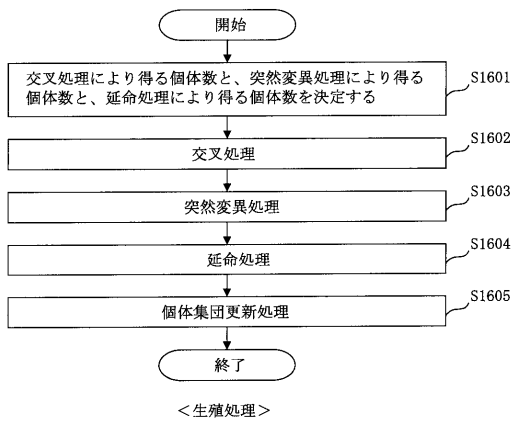 開始
交叉処理により得る個体数と、突然変異処理により得る
個体数と、延命処理により得る個体数を決定する
S1601
S1602
交叉処理
S1603
突然変異処理
S1604
延命処理
S1605
個体集団更新処理
終了
＜生殖処理＞